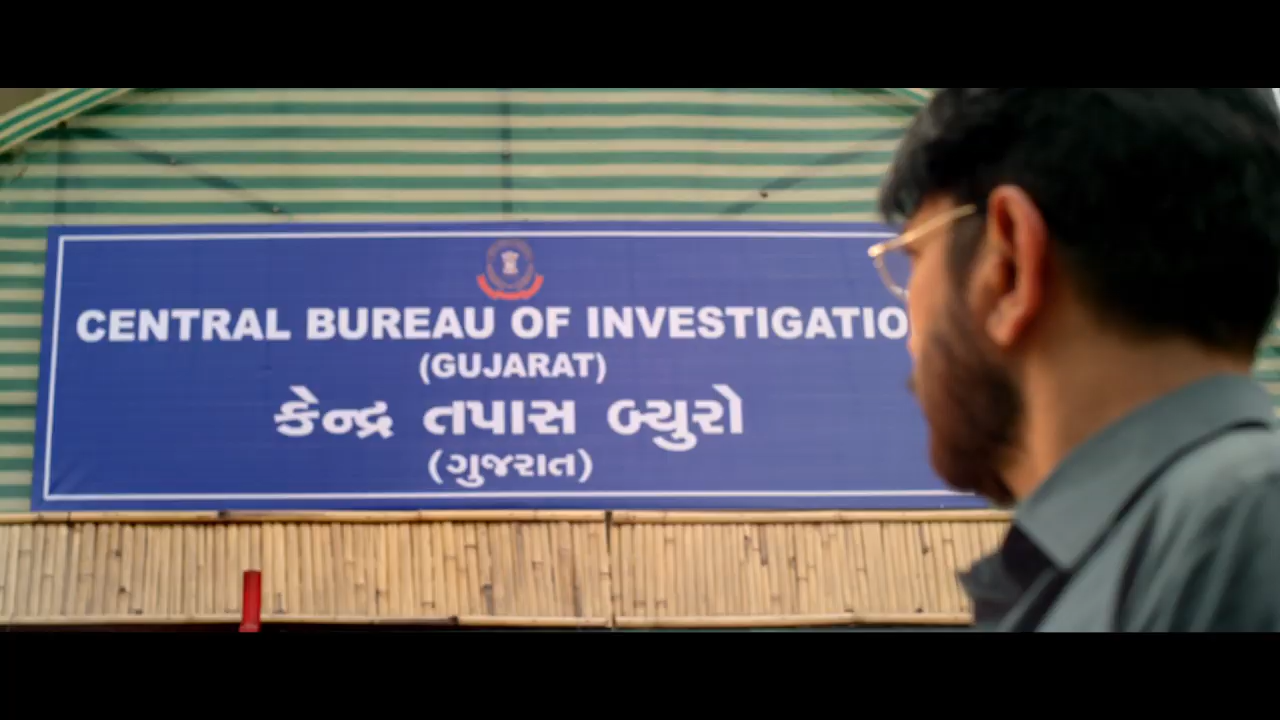 CENTRAL BUREAU OF INVESTIGATIO
(GUJARAT)
કેન્દ્ર તપાસ બ્યુરો
(ગુજરાત)